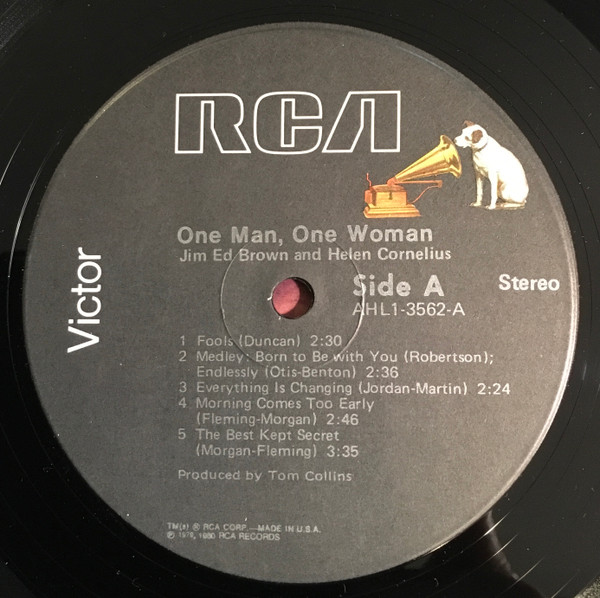 RCA
Victor
One Man, One Woman
Jim Ed Brown and Helen Cornelius
Side A
Stereo
AHL1-3562-A
1 Fools (Duncan) 2:30
2 Medley: Born to Be with You (Robertson);
Endlessly (Otis-Benton) 2:36
3 Everything Is Changing (Jordan-Martin) 2:24
4 Morning Comes Too Early
(Fleming-Morgan) 2:46
5 The Best Kept Secret
(Morgan-Fleming) 3:35
Produced by Tom Collins
TM(s) ® RCA CORP.—MADE IN U.S.A.
℗ 1979, 1980 RCA RECORDS